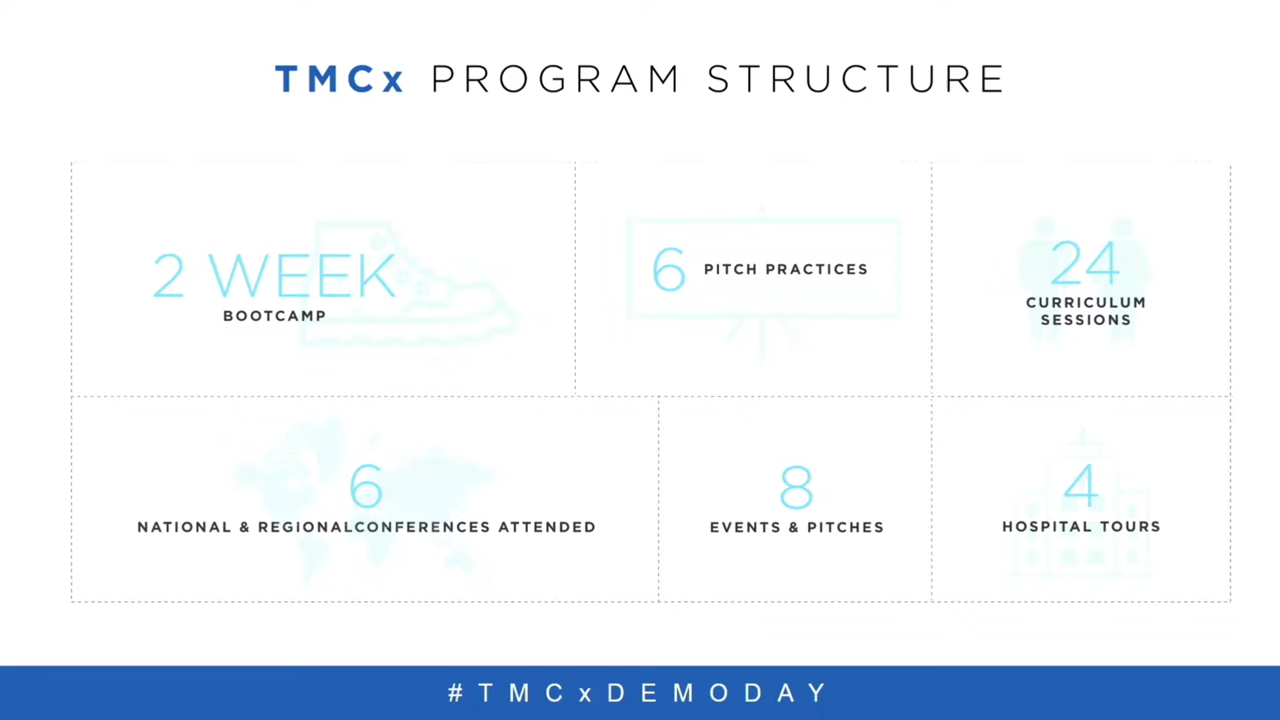 TMCx PROGRAM STRUCTURE
2 WEEK
BOOTCAMP
6 PITCH PRACTICES
24
CURRICULUM
SESSIONS
6
NATIONAL & REGIONALCONFERENCES ATTENDED
8
EVENTS & PITCHES
4
HOSPITAL TOURS
#TMCxDEMODAY